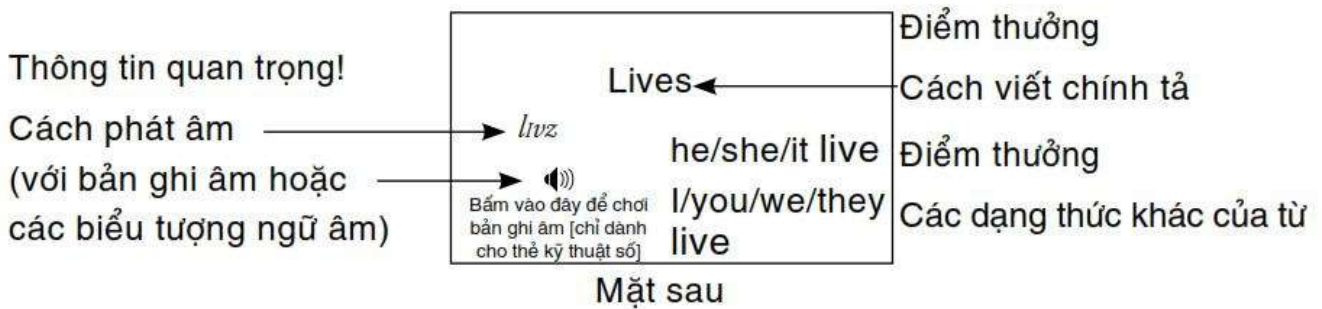 Thông tin quan trọng!
Cách phát âm
(với bản ghi âm hoặc
các biểu tượng ngữ âm)
Lives
lɪvz
Bấm vào đây để chơi
bản ghi âm [chỉ dành
cho thẻ kỹ thuật số]
he/she/it live
I/you/we/they
live
Điểm thưởng
Cách viết chính tả
Điểm thưởng
Các dạng thức khác của từ
Mặt sau